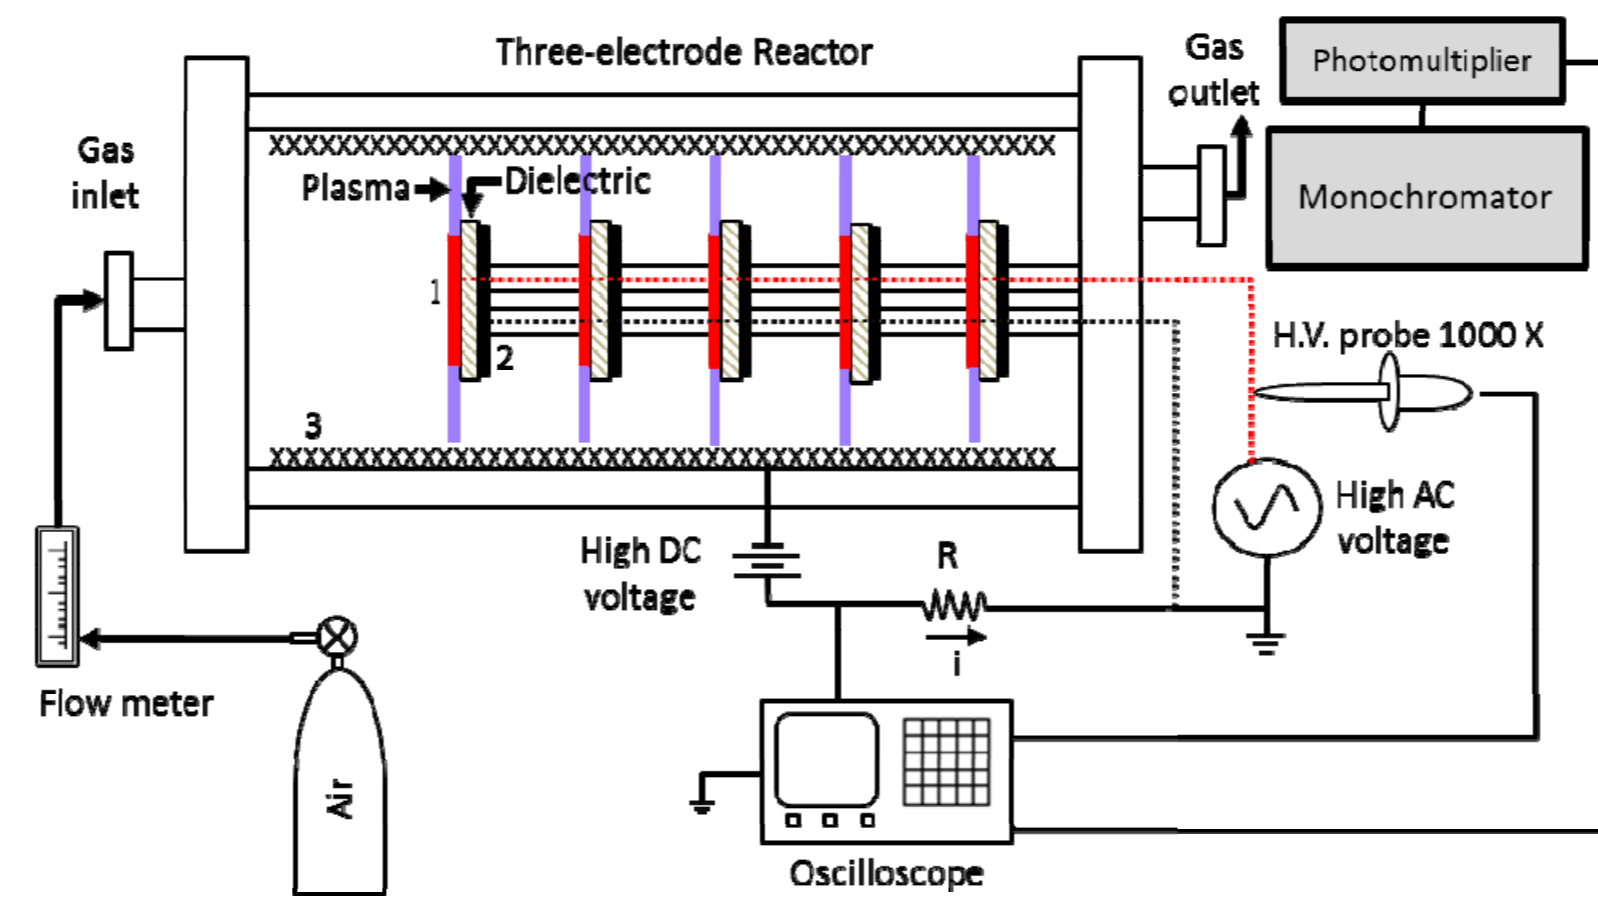 Three-electrode Reactor
Gas
outlet
Photomultiplier
Monochromator
Gas
inlet
Plasma
Dielectric
1
2
3
H.V. probe 1000 X
High AC
voltage
High DC
voltage
R
i
Flow meter
Air
Oscilloscope